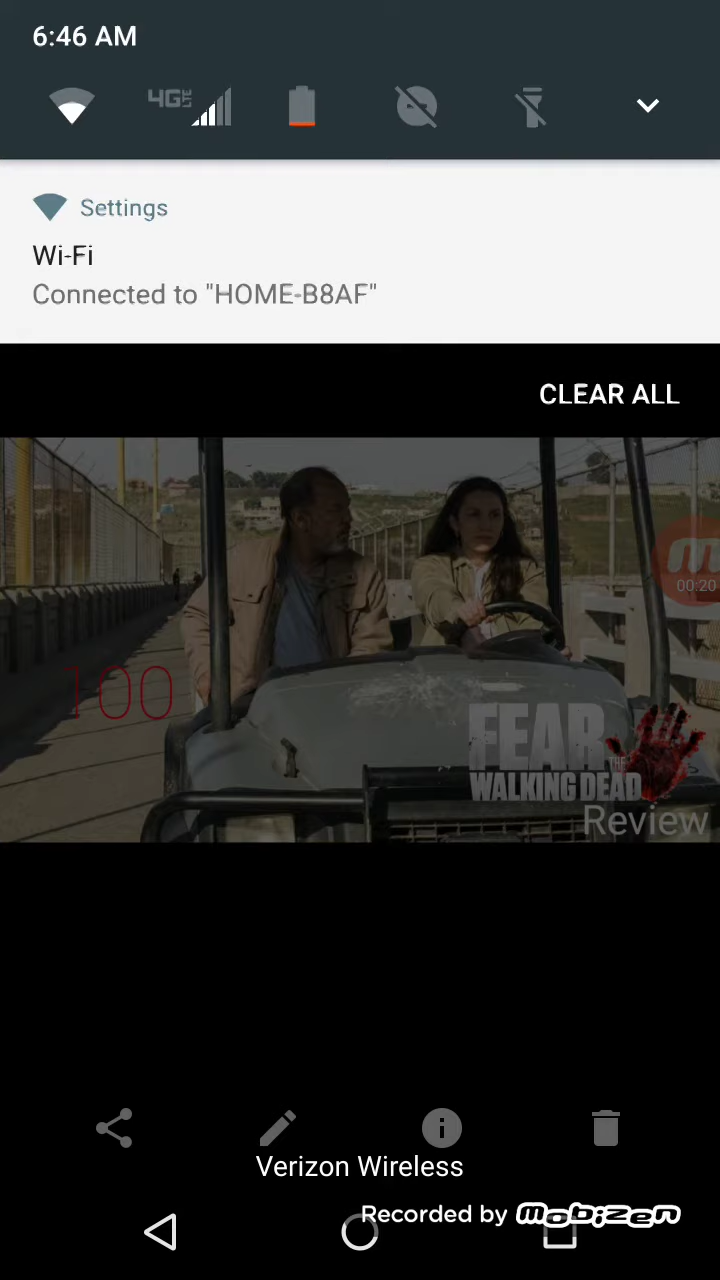 6:46 AM
4G LTE
Settings
Wi-Fi
Connected to "HOME-B8AF"
CLEAR ALL
00:20
100
FEAR
THE
WALKING DEAD
Review
Verizon Wireless
Recorded by mobizen